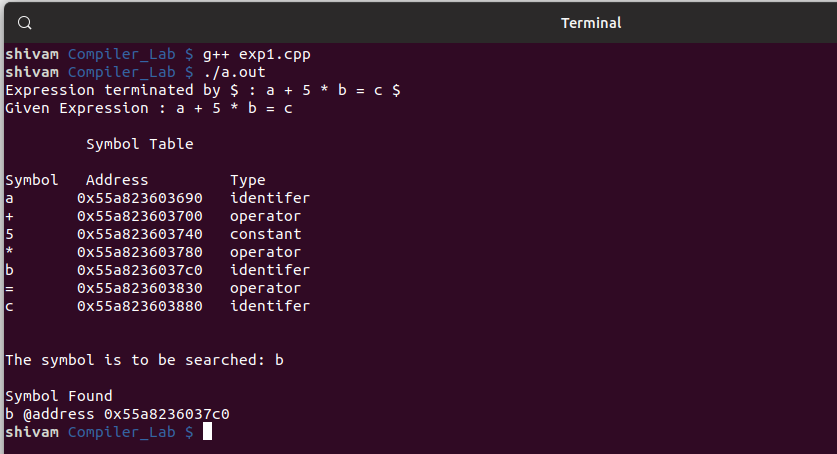 Terminal
shivam Compiler_Lab $ g++ exp1.cpp
shivam Compiler_Lab $ ./a.out
Expression terminated by $ : a + 5 * b = c $
Given Expression : a + 5 * b = c
Symbol Table
Symbol   Address         Type
a       0x55a823603690   identifer
+       0x55a823603700   operator
5       0x55a823603740   constant
*       0x55a823603780   operator
b       0x55a8236037c0   identifer
=       0x55a823603830   operator
c       0x55a823603880   identifer
The symbol is to be searched: b
Symbol Found
b @address 0x55a8236037c0
shivam Compiler_Lab $